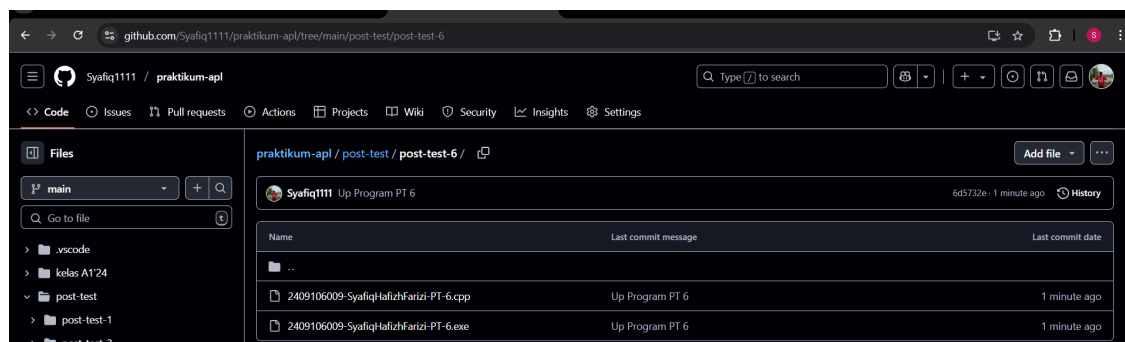 github.com/Syafiq1111/praktikum-apl/tree/main/post-test/post-test-6
S
Syafiq1111 / praktikum-apl
Type / to search
<> Code Issues Pull requests Actions Projects Wiki Security Insights Settings
Files
praktikum-apl / post-test / post-test-6 /
Add file
main
Syafiq1111 Up Program PT 6
6d5732e · 1 minute ago History
Go to file
t
Name Last commit message Last commit date
.vscode
..
kelas A1'24
post-test
2409106009-SyafiqHafizhFarizi-PT-6.cpp Up Program PT 6 1 minute ago
post-test-1
2409106009-SyafiqHafizhFarizi-PT-6.exe Up Program PT 6 1 minute ago